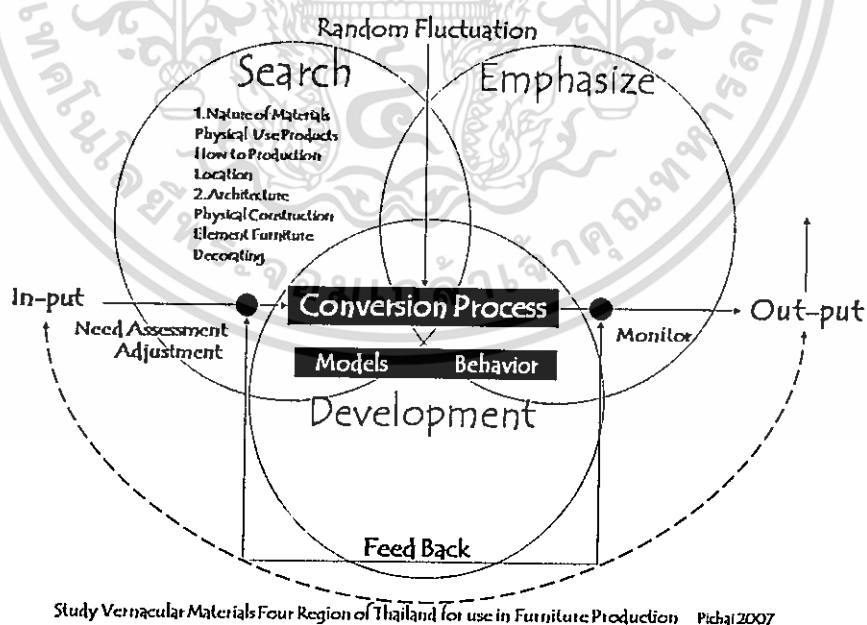 Random Fluctuation
Search
Emphasize
1.Nature of Materials
Physical Use Products
How to Production
Location
2.Architecture
Physical Construction
Element Furniture
Decorating
In-put
Conversion Process
Out-put
Need Assessment
Adjustment
Monitor
Models Behavior
Development
Feed Back
Study Vernacular Materials Four Region of Thailand for use in Furniture Production Pichai 2007